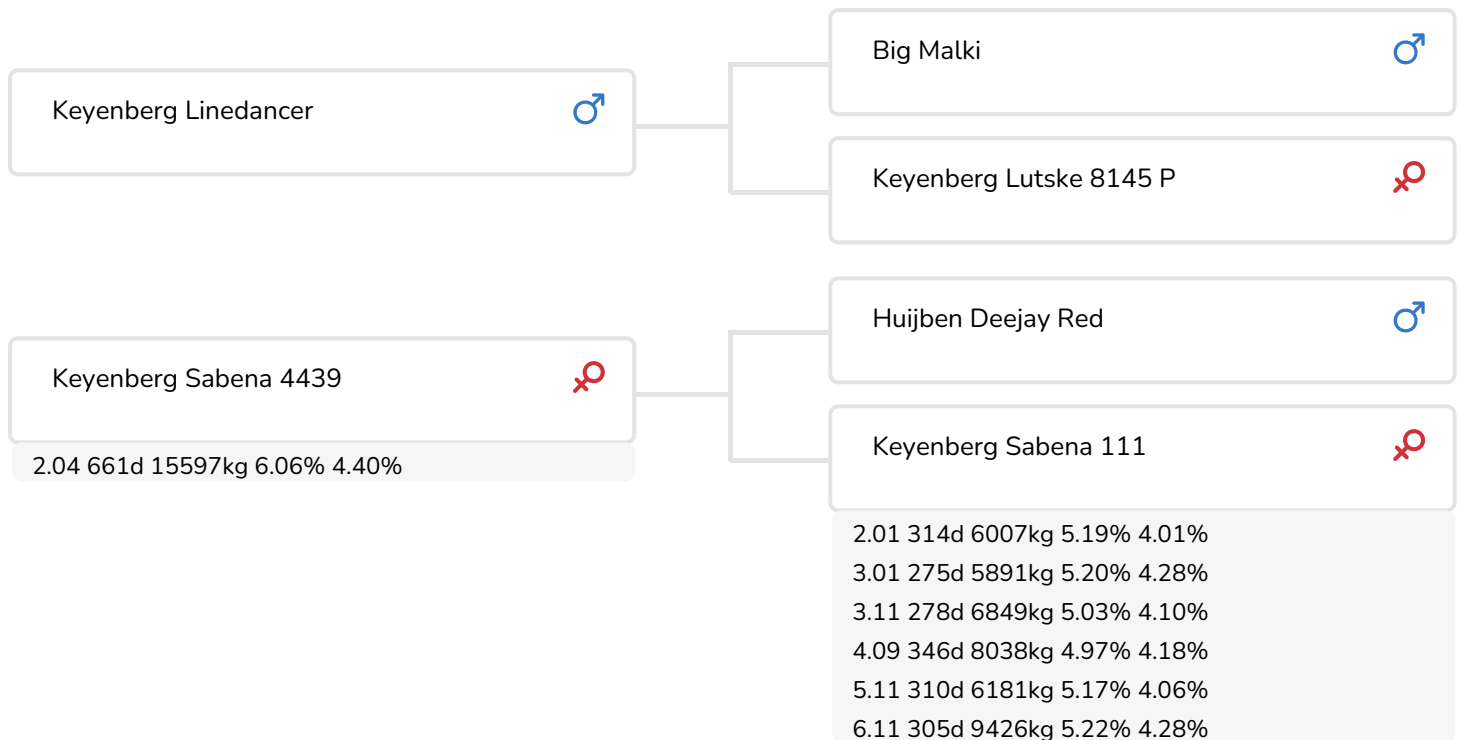 Keyenberg Linedancer
Big Malki
Keyenberg Lutske 8145 P
Keyenberg Sabena 4439
2.04 661d 15597kg 6.06% 4.40%
Huijben Deejay Red
Keyenberg Sabena 111
2.01 314d 6007kg 5.19% 4.01%
3.01 275d 5891kg 5.20% 4.28%
3.11 278d 6849kg 5.03% 4.10%
4.09 346d 8038kg 4.97% 4.18%
5.11 310d 6181kg 5.17% 4.06%
6.11 305d 9426kg 5.22% 4.28%